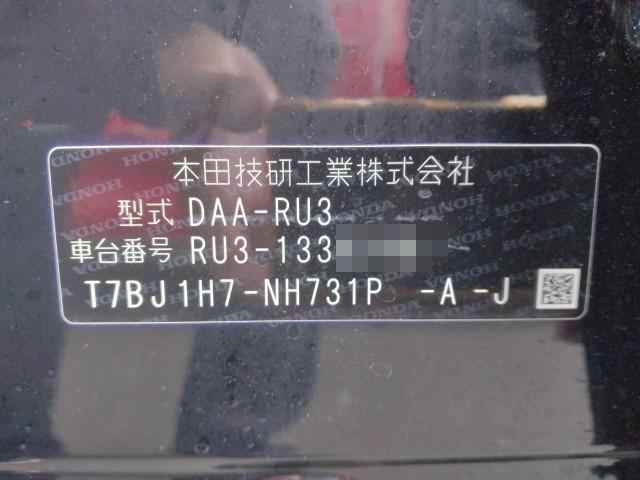 本田技研工業株式会社
型式 DAA-RU3
車台番号 RU3-133
T7BJ1H7-NH731P -A -J